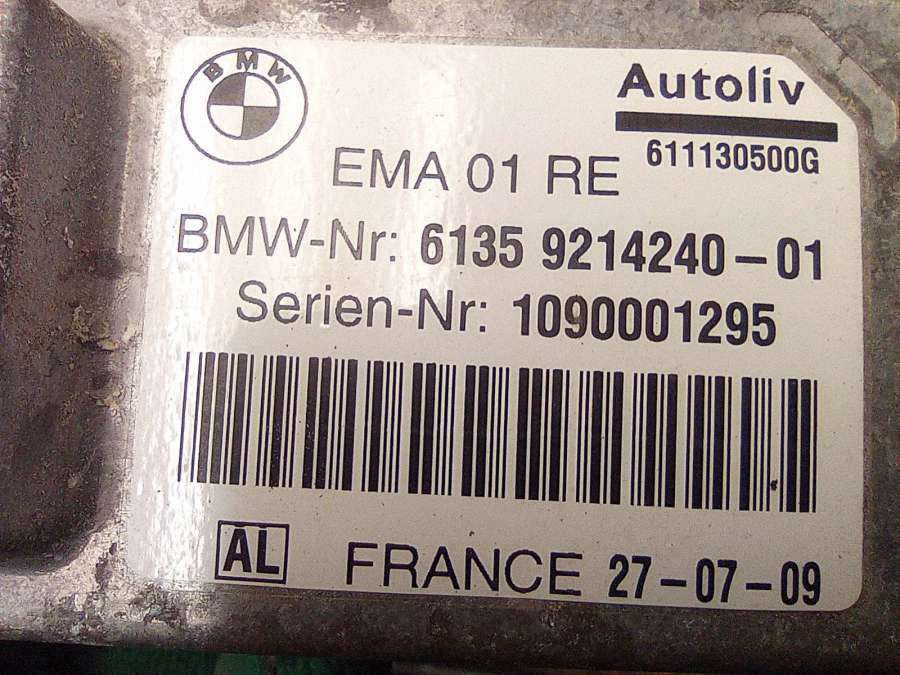 BMW
Autoliv
611130500G
EMA 01 RE
BMW-Nr: 6135 9214240-01
Serien-Nr: 1090001295
AL FRANCE 27-07-09